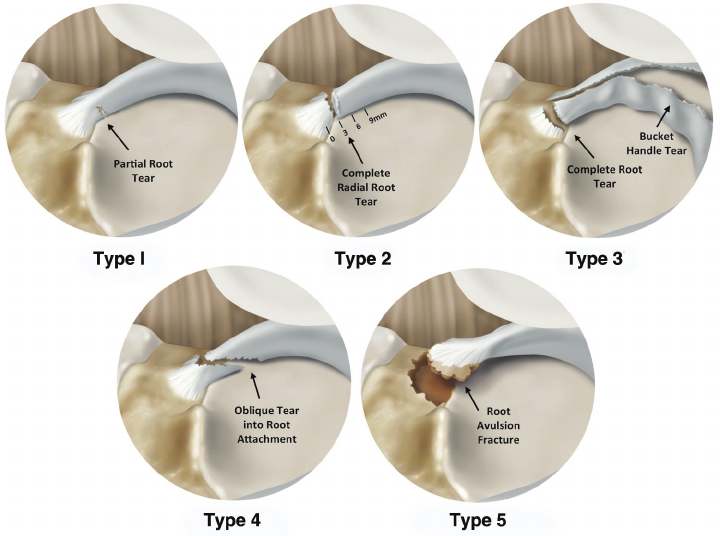 Partial Root
Tear
0 3 6 9mm
Complete
Radial Root
Tear
Bucket
Handle Tear
Complete Root
Tear
Type I
Type 2
Type 3
Oblique Tear
into Root
Attachment
Root
Avulsion
Fracture
Type 4
Type 5